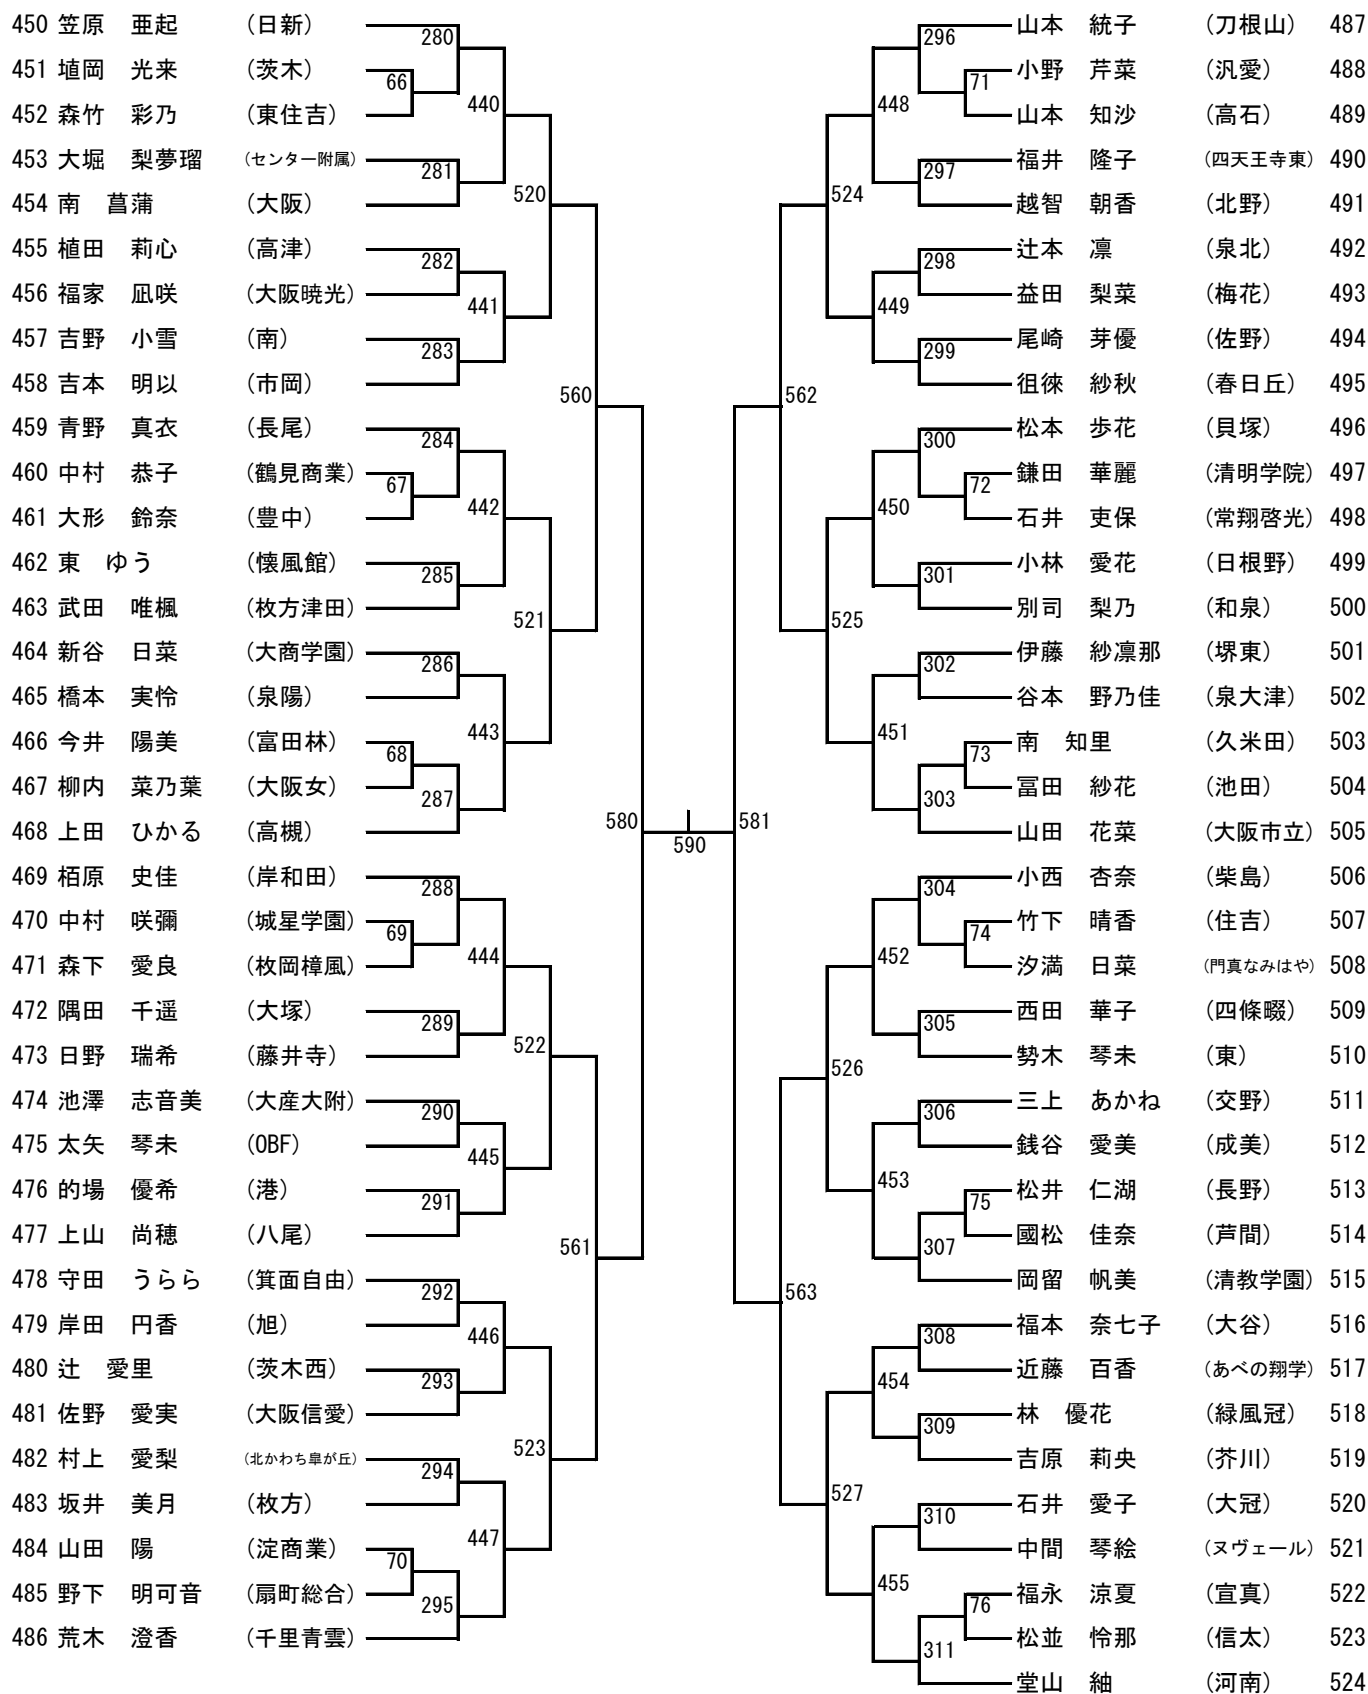 450 笠原　亜起　(日新)
451 埴岡　光来　(茨木)
452 森竹　彩乃　(東住吉)
453 大堀　梨夢瑠　(センター附属)
454 南　菖蒲　(大阪)
455 植田　莉心　(高津)
456 福家　凪咲　(大阪暁光)
457 吉野　小雪　(南)
458 吉本　明以　(市岡)
459 青野　真衣　(長尾)
460 中村　恭子　(鶴見商業)
461 大形　鈴奈　(豊中)
462 東　ゆう　(懐風館)
463 武田　唯楓　(枚方津田)
464 新谷　日菜　(大商学園)
465 橋本　実怜　(泉陽)
466 今井　陽美　(富田林)
467 柳内　菜乃葉　(大阪女)
468 上田　ひかる　(高槻)
469 栢原　史佳　(岸和田)
470 中村　咲彌　(城星学園)
471 森下　愛良　(枚岡樟風)
472 隅田　千遥　(大塚)
473 日野　瑞希　(藤井寺)
474 池澤　志音美　(大産大附)
475 太矢　琴未　(OBF)
476 的場　優希　(港)
477 上山　尚穂　(八尾)
478 守田　うらら　(箕面自由)
479 岸田　円香　(旭)
480 辻　愛里　(茨木西)
481 佐野　愛実　(大阪信愛)
482 村上　愛梨　(北かわち皐が丘)
483 坂井　美月　(枚方)
484 山田　陽　(淀商業)
485 野下　明可音　(扇町総合)
486 荒木　澄香　(千里青雲)
66
67
68
69
70
280
281
282
283
284
285
286
287
288
289
290
291
292
293
294
295
440
441
442
443
444
445
446
447
520
521
522
523
560
561
580
590
581
562
563
524
525
526
527
448
449
450
451
452
453
454
455
296
297
298
299
300
301
302
303
304
305
306
307
308
309
310
311
71
72
73
74
75
76
山本　統子　(刀根山)　487
小野　芹菜　(汎愛)　488
山本　知沙　(高石)　489
福井　隆子　(四天王寺東)　490
越智　朝香　(北野)　491
辻本　凛　(泉北)　492
益田　梨菜　(梅花)　493
尾崎　芽優　(佐野)　494
徂徠　紗秋　(春日丘)　495
松本　歩花　(貝塚)　496
鎌田　華麗　(清明学院)　497
石井　吏保　(常翔啓光)　498
小林　愛花　(日根野)　499
別司　梨乃　(和泉)　500
伊藤　紗凛那　(堺東)　501
谷本　野乃佳　(泉大津)　502
南　知里　(久米田)　503
冨田　紗花　(池田)　504
山田　花菜　(大阪市立)　505
小西　杏奈　(柴島)　506
竹下　晴香　(住吉)　507
汐満　日菜　(門真なみはや)　508
西田　華子　(四條畷)　509
勢木　琴未　(東)　510
三上　あかね　(交野)　511
銭谷　愛美　(成美)　512
松井　仁湖　(長野)　513
國松　佳奈　(芦間)　514
岡留　帆美　(清教学園)　515
福本　奈七子　(大谷)　516
近藤　百香　(あべの翔学)　517
林　優花　(緑風冠)　518
吉原　莉央　(芥川)　519
石井　愛子　(大冠)　520
中間　琴絵　(ヌヴェール)　521
福永　涼夏　(宣真)　522
松並　怜那　(信太)　523
堂山　紬　(河南)　524